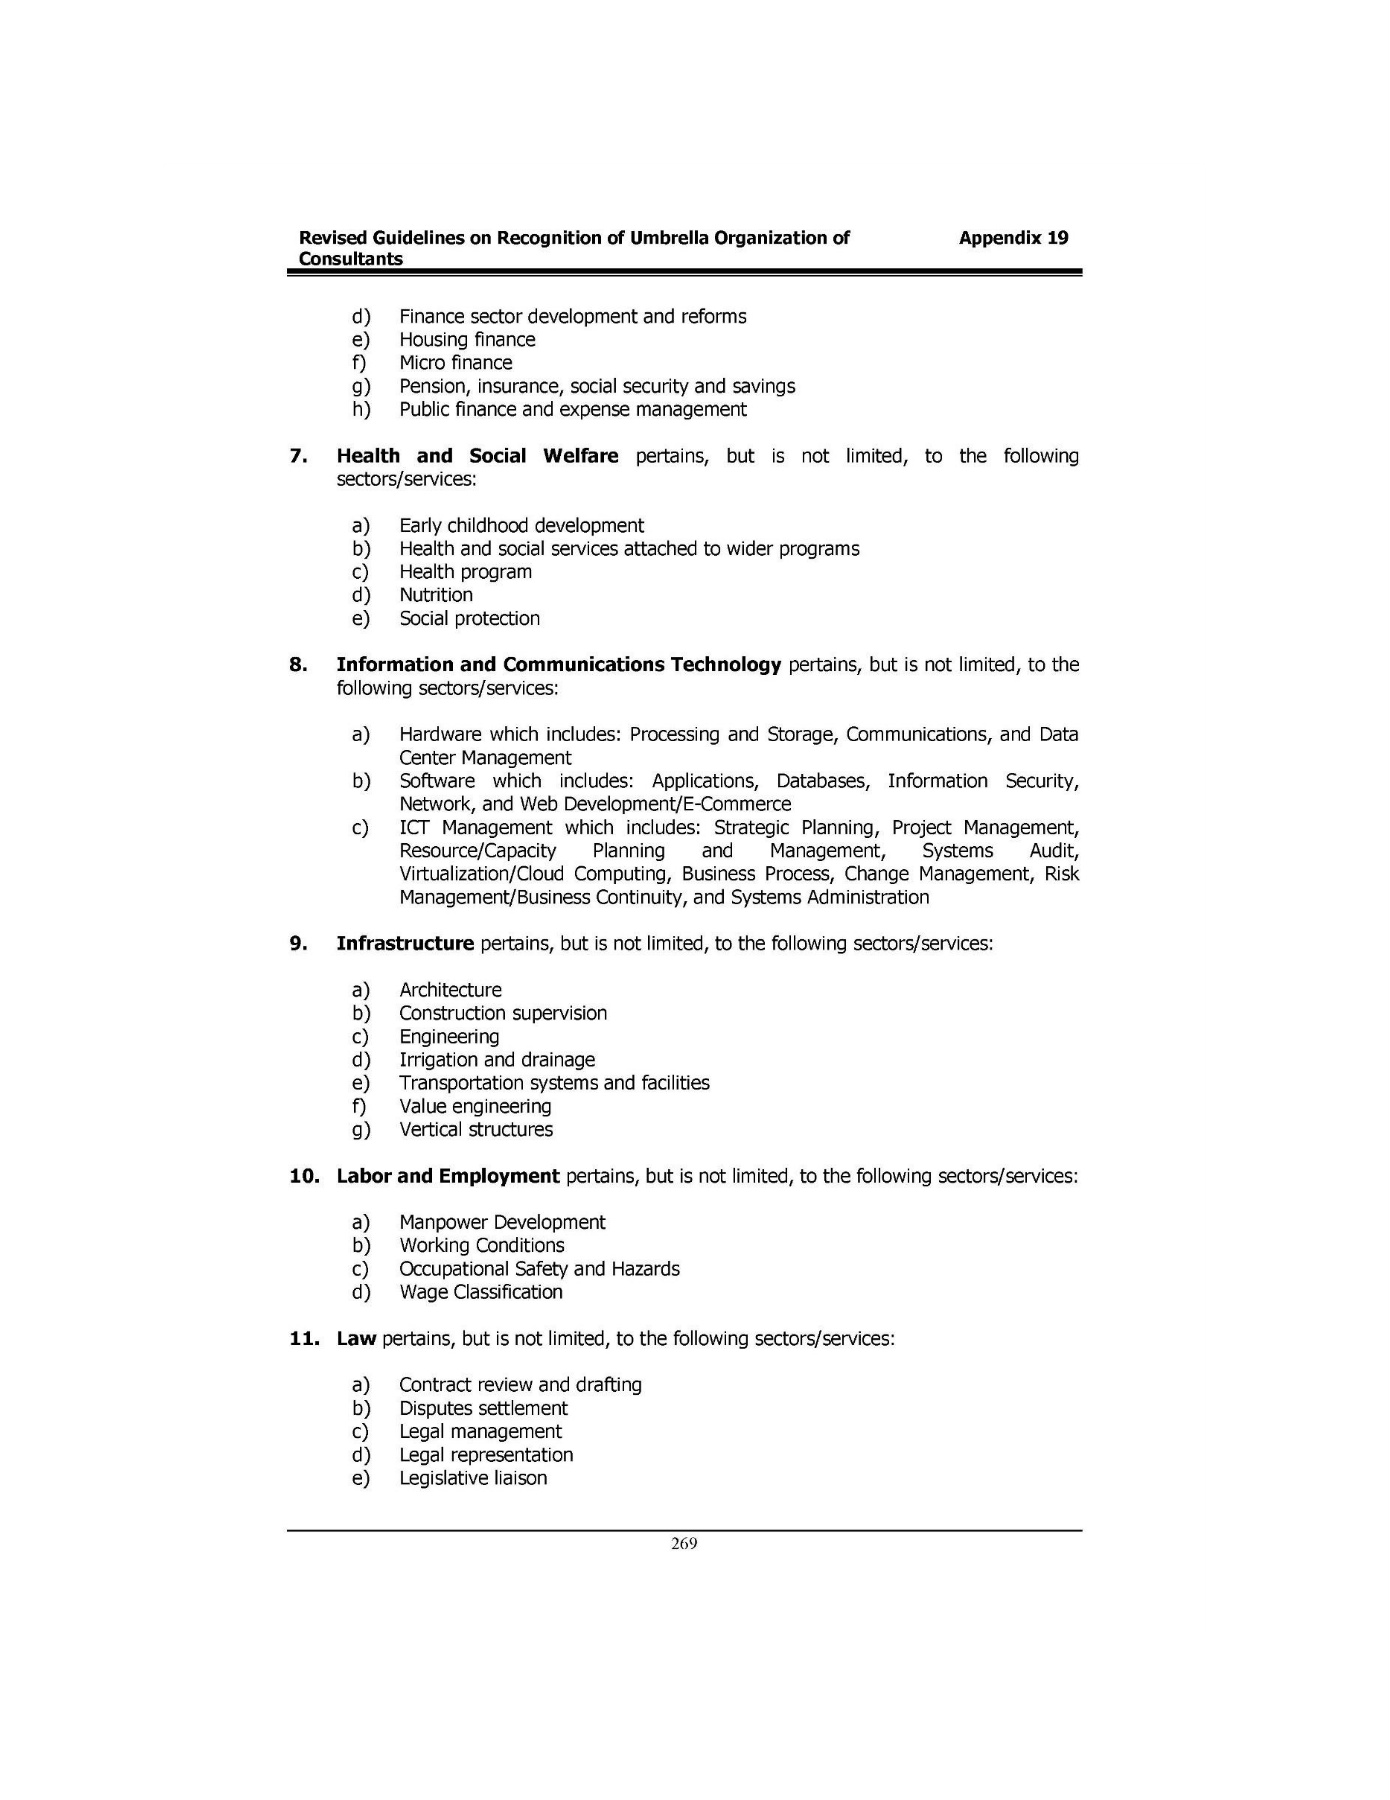 Revised Guidelines on Recognition of Umbrella Organization of Appendix 19
Consultants
d) Finance sector development and reforms
e) Housing finance
f) Micro finance
g) Pension, insurance, social security and savings
h) Public finance and expense management
7. Health and Social Welfare pertains, but is not limited, to the following
sectors/services:
a) Early childhood development
b) Health and social services attached to wider programs
c) Health program
d) Nutrition
e) Social protection
8. Information and Communications Technology pertains, but is not limited, to the
following sectors/services:
a) Hardware which includes: Processing and Storage, Communications, and Data
Center Management
b) Software which includes: Applications, Databases, Information Security,
Network, and Web Development/E-Commerce
c) ICT Management which includes: Strategic Planning, Project Management,
Resource/Capacity Planning and Management, Systems Audit,
Virtualization/Cloud Computing, Business Process, Change Management, Risk
Management/Business Continuity, and Systems Administration
9. Infrastructure pertains, but is not limited, to the following sectors/services:
a) Architecture
b) Construction supervision
c) Engineering
d) Irrigation and drainage
e) Transportation systems and facilities
f) Value engineering
g) Vertical structures
10. Labor and Employment pertains, but is not limited, to the following sectors/services:
a) Manpower Development
b) Working Conditions
c) Occupational Safety and Hazards
d) Wage Classification
11. Law pertains, but is not limited, to the following sectors/services:
a) Contract review and drafting
b) Disputes settlement
c) Legal management
d) Legal representation
e) Legislative liaison
269